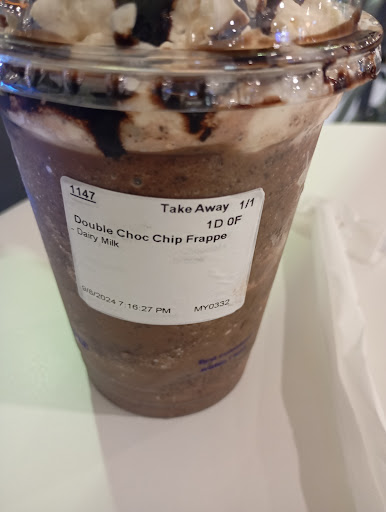 1147
Take Away 1/1
1D 0F
Double Choc Chip Frappe
- Dairy Milk
9/8/2024 7:16:27 PM MY0332